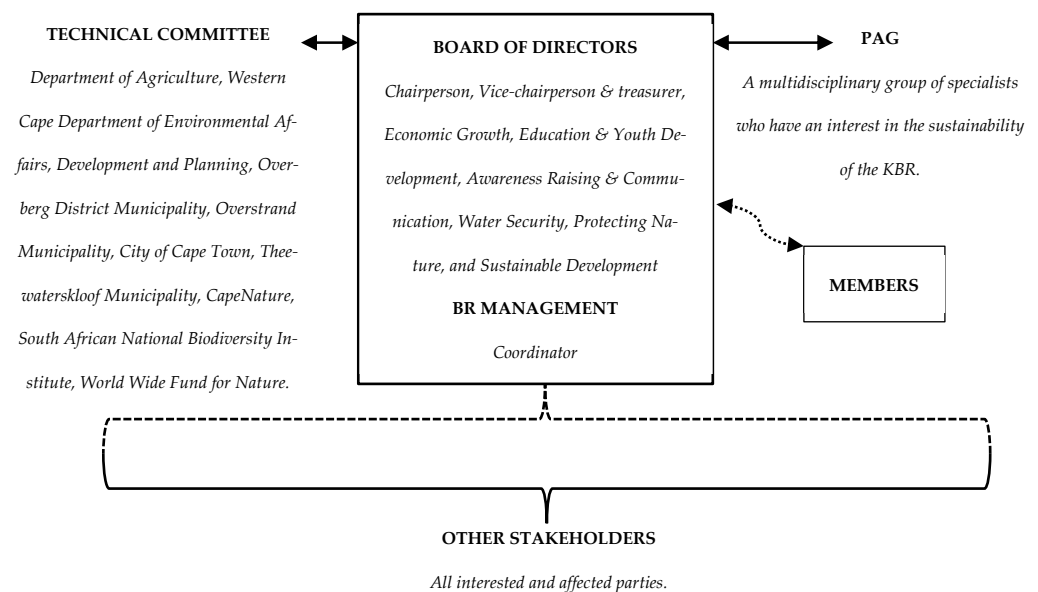 TECHNICAL COMMITTEE
Department of Agriculture, Western
Cape Department of Environmental Af-
fairs, Development and Planning, Over-
berg District Municipality, Overstrand
Municipality, City of Cape Town, Thee-
waterskloof Municipality, CapeNature,
South African National Biodiversity In-
stitute, World Wide Fund for Nature.
BOARD OF DIRECTORS
Chairperson, Vice-chairperson & treasurer,
Economic Growth, Education & Youth De-
velopment, Awareness Raising & Commu-
nication, Water Security, Protecting Na-
ture, and Sustainable Development
BR MANAGEMENT
Coordinator
PAG
A multidisciplinary group of specialists
who have an interest in the sustainability
of the KBR.
MEMBERS
OTHER STAKEHOLDERS
All interested and affected parties.